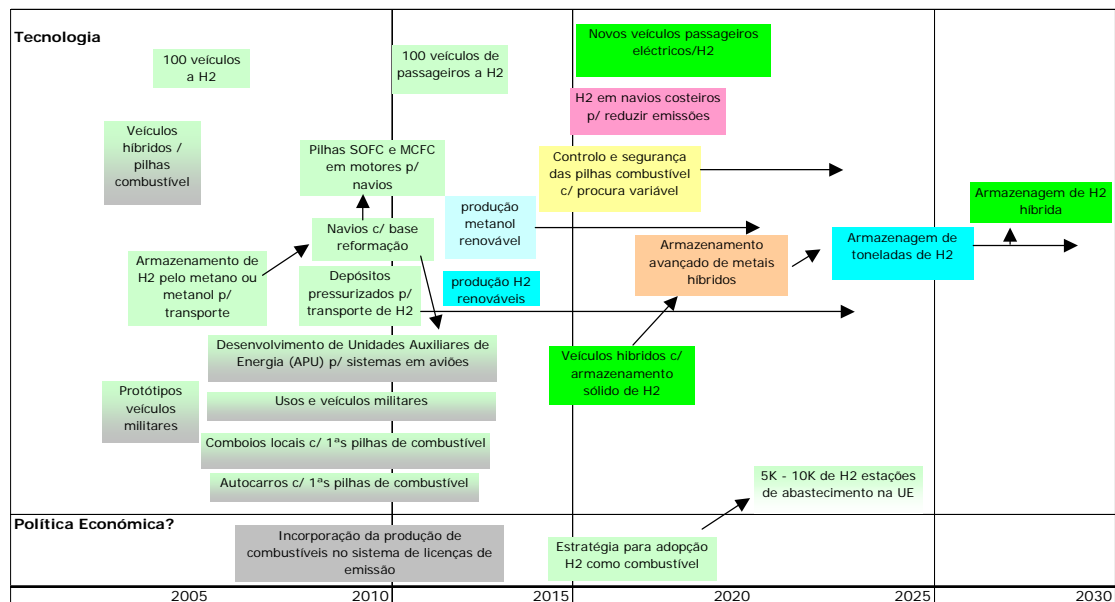 Tecnologia
100 veículos
a H2
100 veículos de
passageiros a H2
Novos veículos passageiros
eléctricos/H2
H2 em navios costeiros
p/ reduzir emissões
Veículos
híbridos /
pilhas
combustível
Pilhas SOFC e MCFC
em motores p/
navios
Controlo e segurança
das pilhas combustível
c/ procura variável
Armazenagem de H2
híbrida
produção
metanol
renovável
Navios c/ base
reformação
Armazenamento
avançado de metais
híbridos
Armazenagem de
toneladas de H2
Armazenamento de
H2 pelo metano ou
metanol p/
transporte
Depósitos
pressurizados p/
transporte de H2
produção H2
renováveis
Desenvolvimento de Unidades Auxiliares de
Energia (APU) p/ sistemas em aviões
Veículos híbridos c/
armazenamento
sólido de H2
Protótipos
veículos
militares
Usos e veículos militares
Comboios locais c/ 1ªs pilhas de combustível
Autocarros c/ 1ªs pilhas de combustível
5K - 10K de H2 estações
de abastecimento na UE
Política Económica?
Incorporação da produção de
combustíveis no sistema de licenças de
emissão
Estratégia para adopção
H2 como combustível
2005 2010 2015 2020 2025 2030